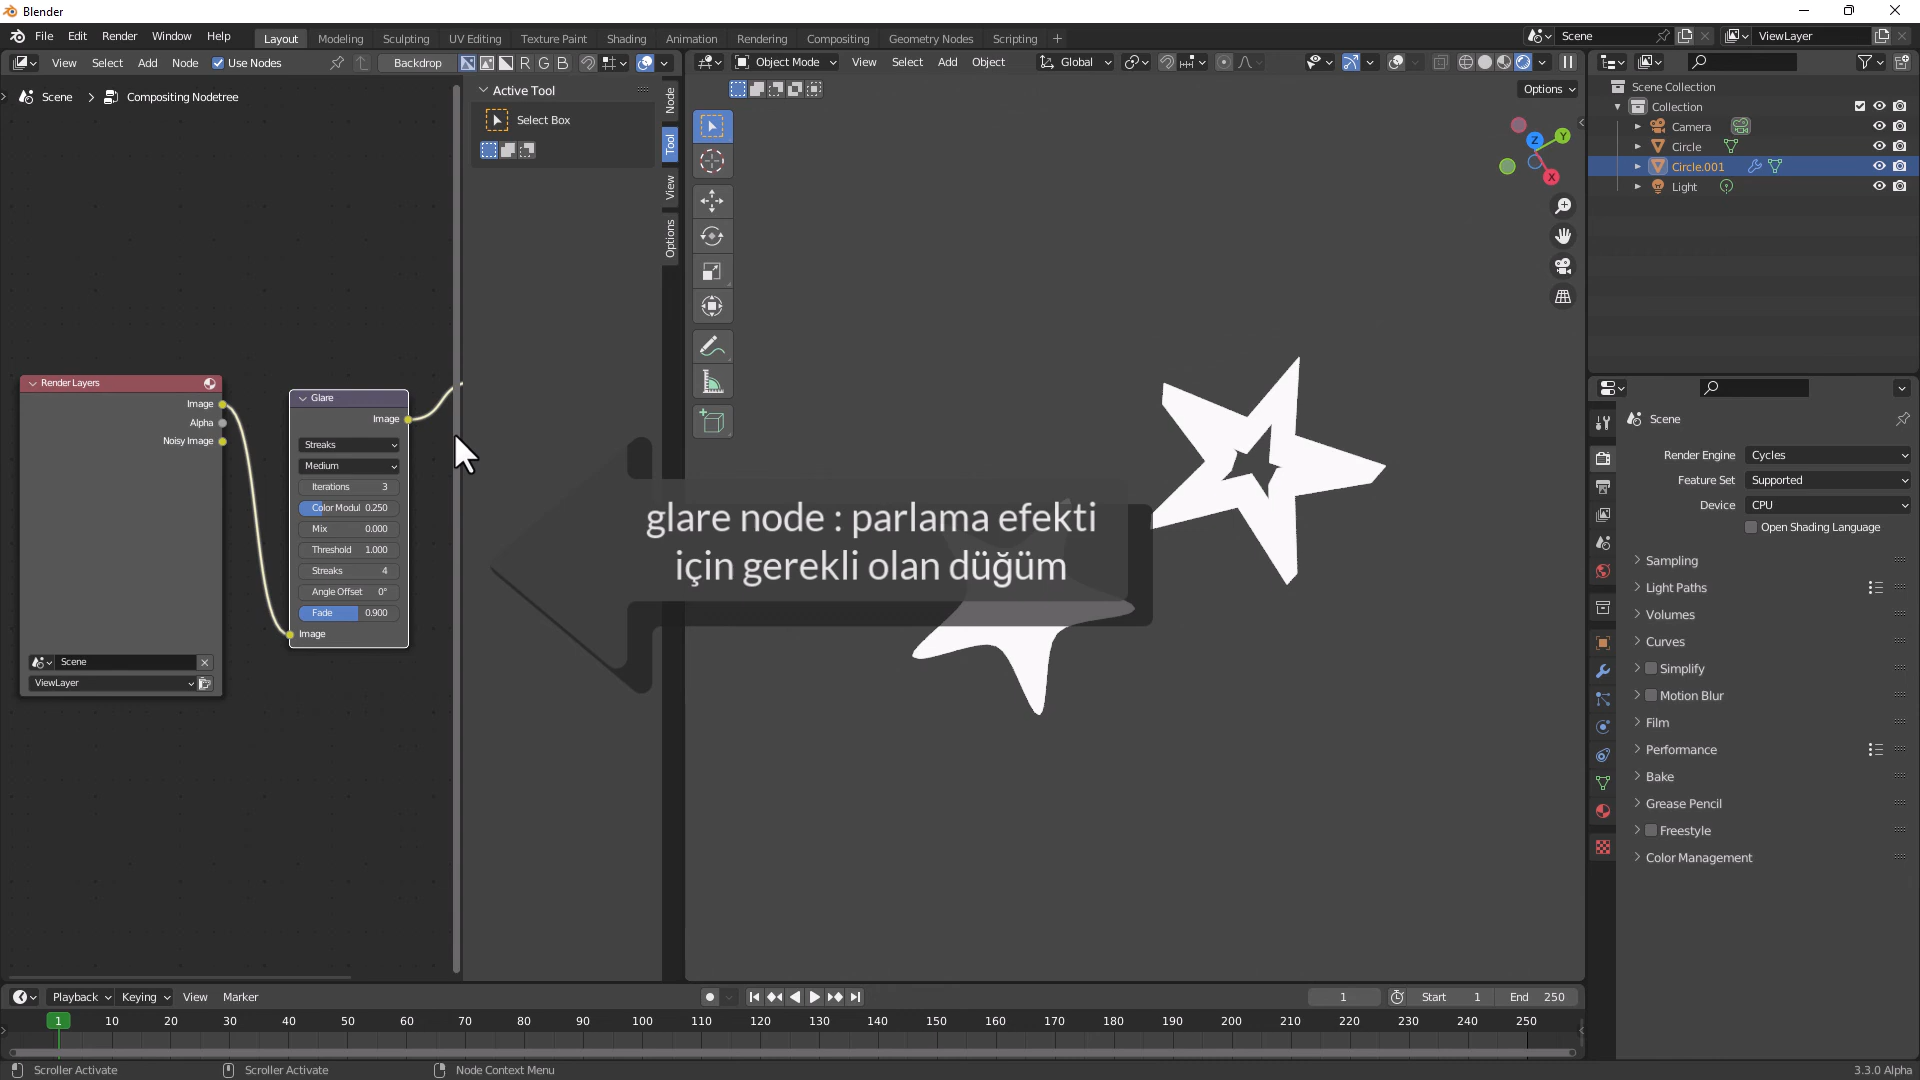 Blender
File Edit Render Window Help Layout Modeling Sculpting UV Editing Texture Paint Shading Animation Rendering Compositing Geometry Nodes Scripting + Scene ViewLayer
View Select Add Node Use Nodes Backdrop R G B
Object Mode View Select Add Object Global
Options
Scene > Compositing Nodetree
Active Tool
Select Box
Node
Tool
View
Options
Render Layers
Image
Alpha
Noisy Image
Scene
ViewLayer
Glare
Image
Streaks
Medium
Iterations 3
Color Modul 0.250
Mix 0.000
Threshold 1.000
Streaks 4
Angle Offset 0°
Fade 0.900
Image
glare node : parlama efekti
için gerekli olan düğüm
Z
Y
X
Scene Collection
Collection
Camera
Circle
Circle.001
Light
Scene
Render Engine Cycles
Feature Set Supported
Device CPU
Open Shading Language
Sampling
Light Paths
Volumes
Curves
Simplify
Motion Blur
Film
Performance
Bake
Grease Pencil
Freestyle
Color Management
Playback Keying View Marker 1 Start 1 End 250
1 10 20 30 40 50 60 70 80 90 100 110 120 130 140 150 160 170 180 190 200 210 220 230 240 250
Scroller Activate Scroller Activate Node Context Menu 3.3.0 Alpha